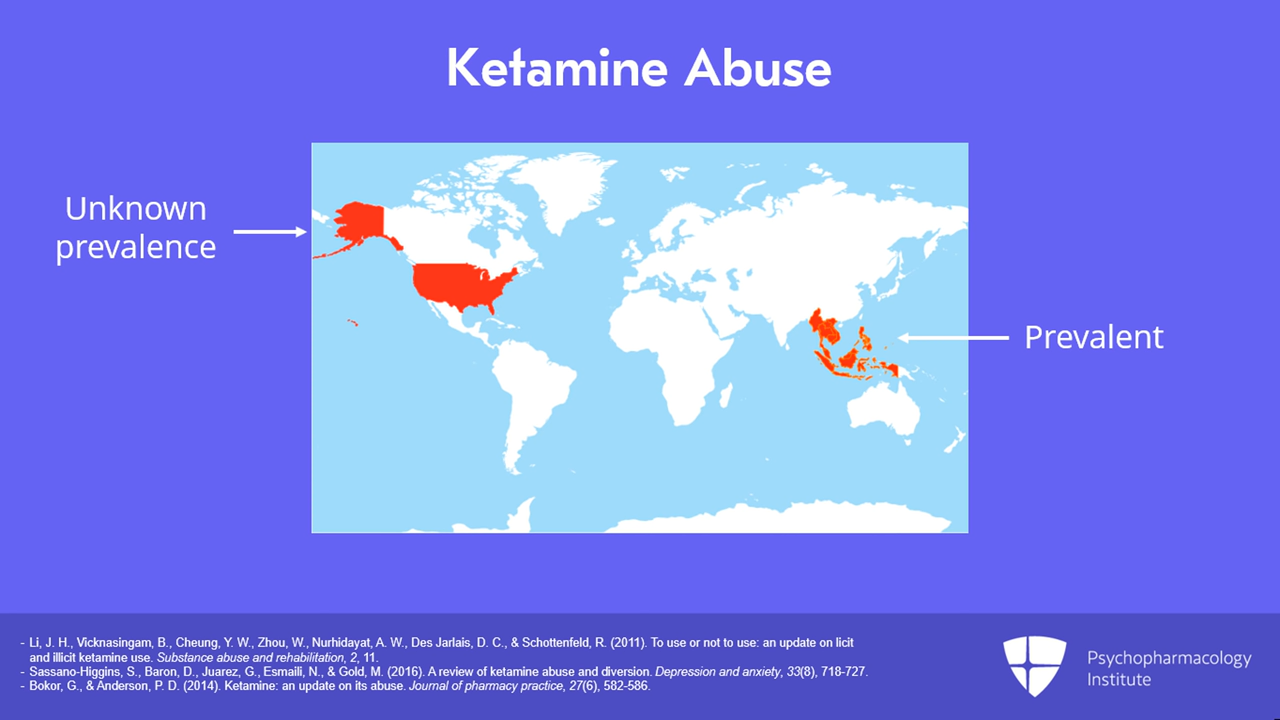 Ketamine Abuse
Unknown
prevalence
Prevalent
- Li, J. H., Vicknasingam, B., Cheung, Y. W., Zhou, W., Nurhidayat, A. W., Des Jarlais, D. C., & Schottenfeld, R. (2011). To use or not to use: an update on licit
and illicit ketamine use. Substance abuse and rehabilitation, 2, 11.
- Sassano-Higgins, S., Baron, D., Juarez, G., Esmaili, N., & Gold, M. (2016). A review of ketamine abuse and diversion. Depression and anxiety, 33(8), 718-727.
- Bokor, G., & Anderson, P. D. (2014). Ketamine: an update on its abuse. Journal of pharmacy practice, 27(6), 582-586.
Psychopharmacology
Institute